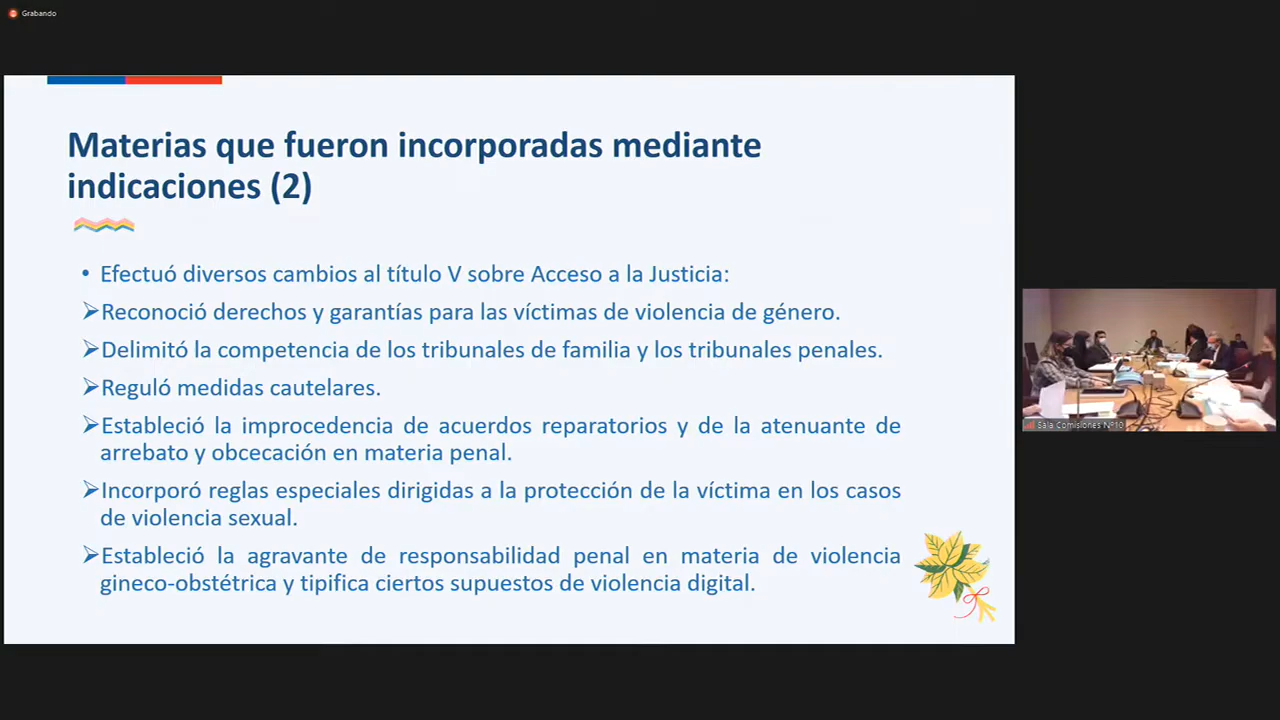 Grabando
Materias que fueron incorporadas mediante
indicaciones (2)
• Efectuó diversos cambios al título V sobre Acceso a la Justicia:
➢Reconoció derechos y garantías para las víctimas de violencia de género.
➢Delimitó la competencia de los tribunales de familia y los tribunales penales.
➢Reguló medidas cautelares.
➢Estableció la improcedencia de acuerdos reparatorios y de la atenuante de
arrebato y obcecación en materia penal.
➢Incorporó reglas especiales dirigidas a la protección de la víctima en los casos
de violencia sexual.
➢Estableció la agravante de responsabilidad penal en materia de violencia
gineco-obstétrica y tipifica ciertos supuestos de violencia digital.
Sala Comisiones Nº10